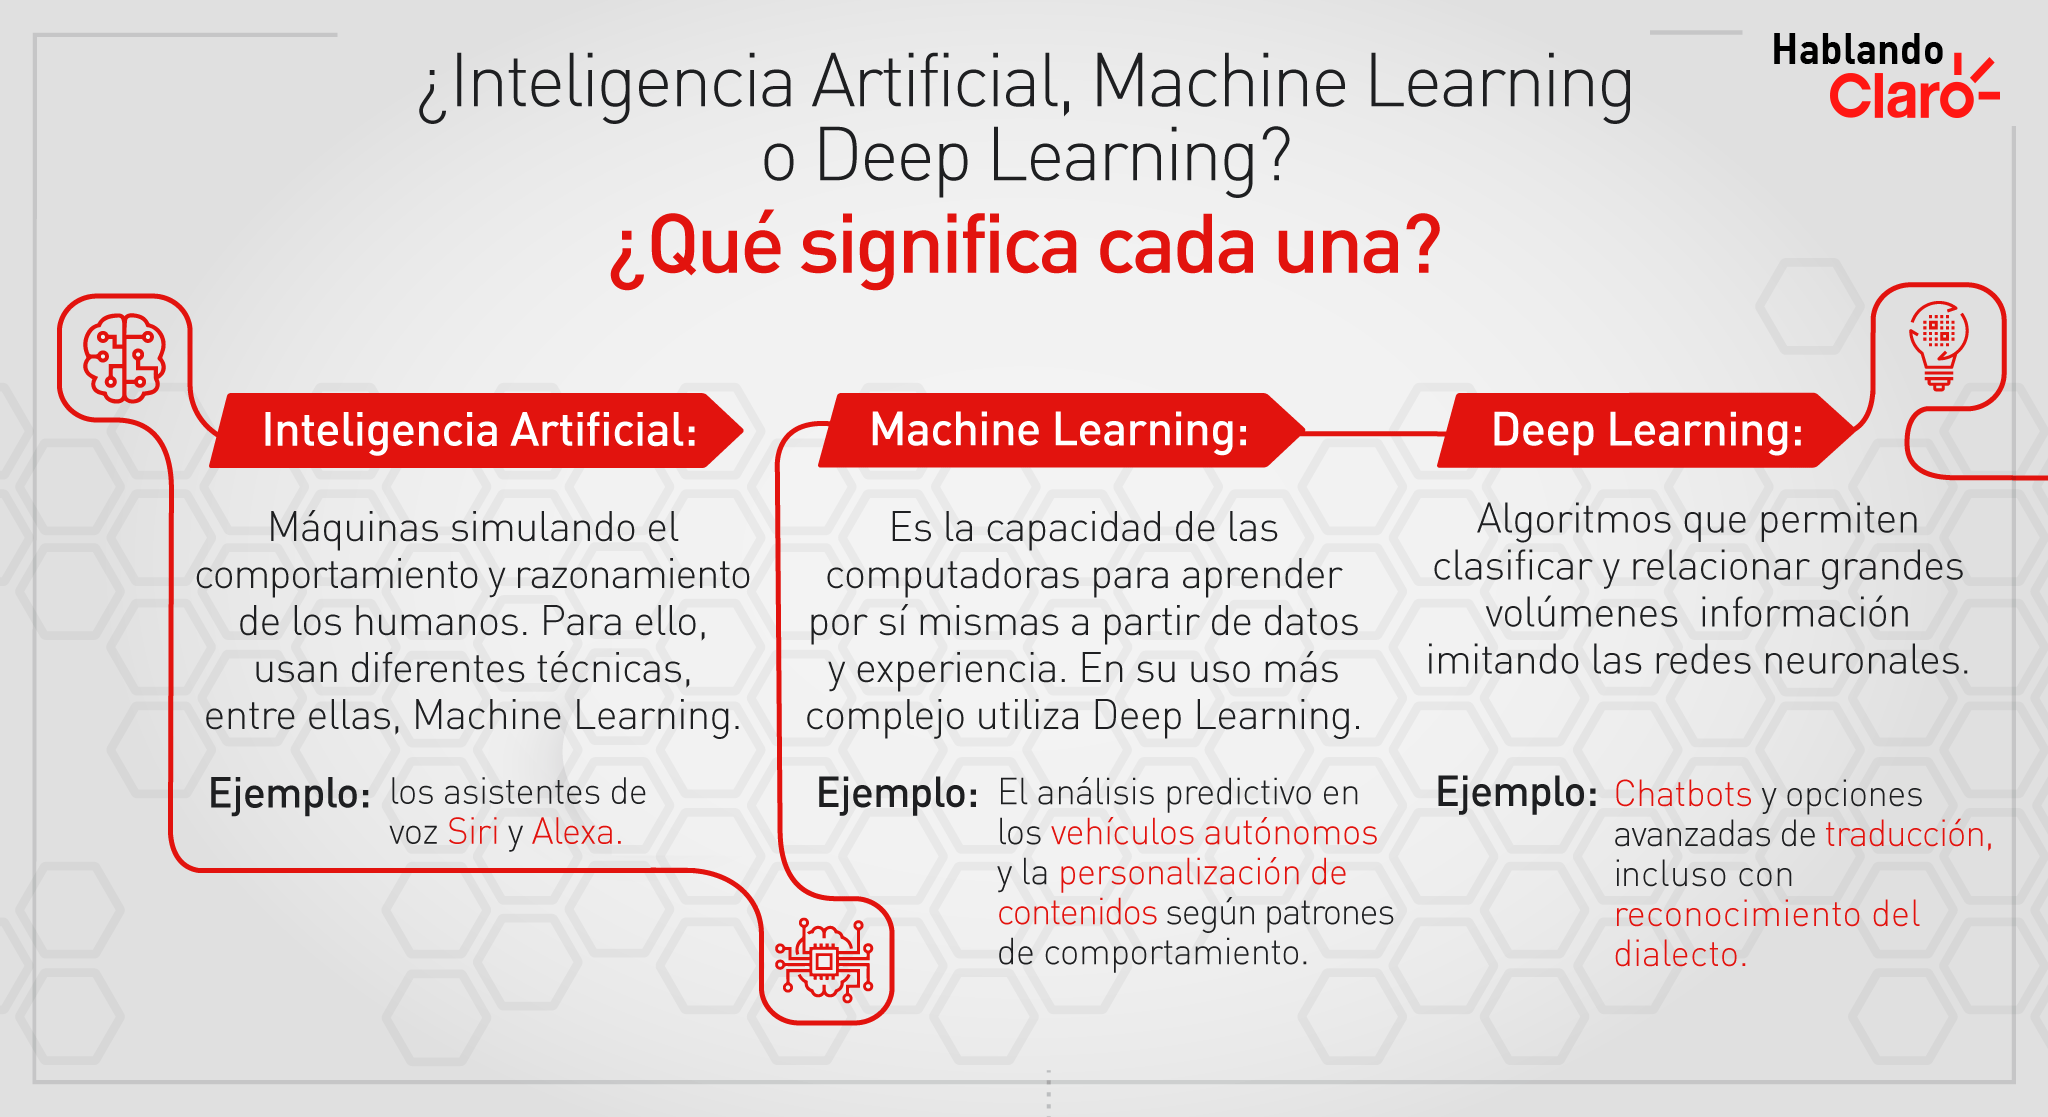 ¿Inteligencia Artificial, Machine Learning
o Deep Learning?
¿Qué significa cada una?
Hablando
Claro
Inteligencia Artificial:
Máquinas simulando el
comportamiento y razonamiento
de los humanos. Para ello,
usan diferentes técnicas,
entre ellas, Machine Learning.
Ejemplo: los asistentes de
voz Siri y Alexa.
Machine Learning:
Es la capacidad de las
computadoras para aprender
por sí mismas a partir de datos
y experiencia. En su uso más
complejo utiliza Deep Learning.
Ejemplo: El análisis predictivo en
los vehículos autónomos
y la personalización de
contenidos según patrones
de comportamiento.
Deep Learning:
Algoritmos que permiten
clasificar y relacionar grandes
volúmenes información
imitando las redes neuronales.
Ejemplo: Chatbots y opciones
avanzadas de traducción,
incluso con
reconocimiento del
dialecto.